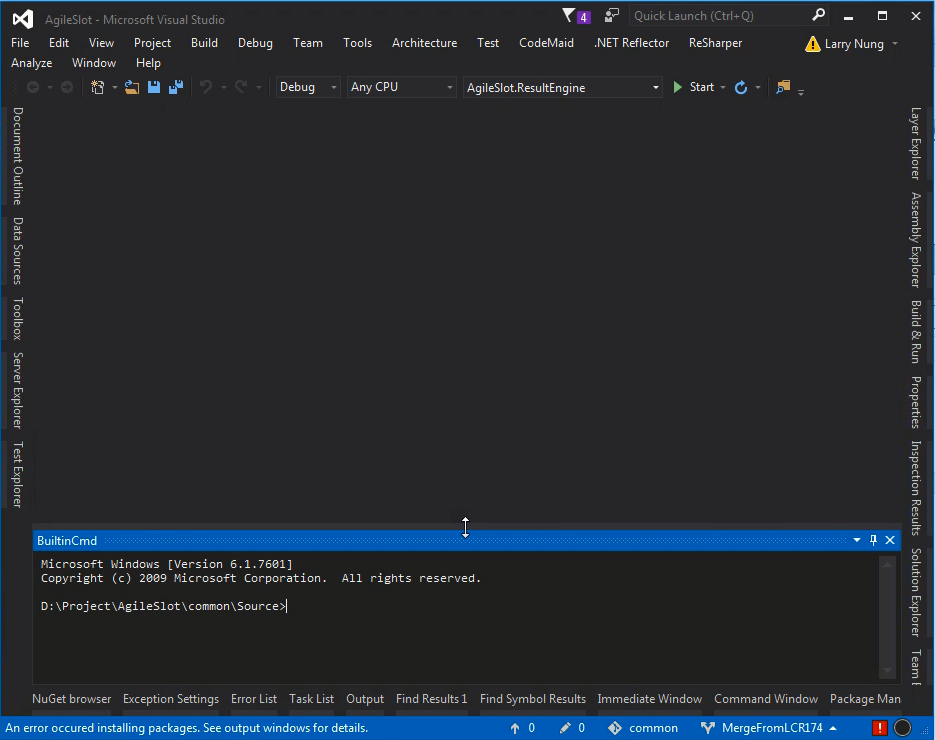 AgileSlot - Microsoft Visual Studio
4
Quick Launch (Ctrl+Q)
File Edit View Project Build Debug Team Tools Architecture Test CodeMaid .NET Reflector ReSharper
Larry Nung
Analyze Window Help
Debug Any CPU AgileSlot.ResultEngine Start
Document Outline
Data Sources
Toolbox
Server Explorer
Test Explorer
Layer Explorer
Assembly Explorer
Build & Run
Properties
Inspection Results
Solution Explorer
Team E
BuiltinCmd
Microsoft Windows [Version 6.1.7601]
Copyright (c) 2009 Microsoft Corporation.  All rights reserved.
D:\Project\AgileSlot\common\Source>
NuGet browser Exception Settings Error List Task List Output Find Results 1 Find Symbol Results Immediate Window Command Window Package Man
An error occured installing packages. See output windows for details. 0 0 common MergeFromLCR174